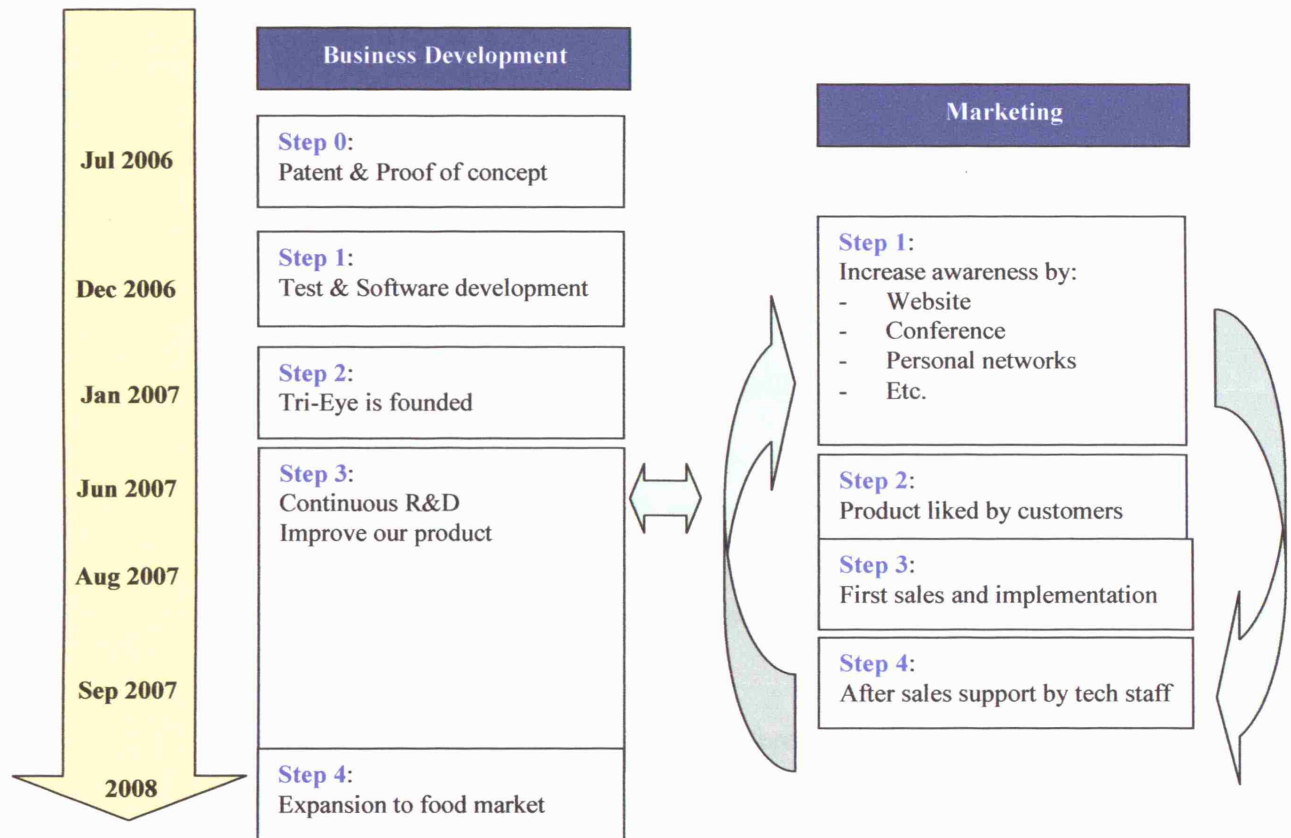 Jul 2006
Dec 2006
Jan 2007
Jun 2007
Aug 2007
Sep 2007
2008
Business Development
Step 0:
Patent & Proof of concept
Step 1:
Test & Software development
Step 2:
Tri-Eye is founded
Step 3:
Continuous R&D
Improve our product
Step 4:
Expansion to food market
Marketing
Step 1:
Increase awareness by:
- Website
- Conference
- Personal networks
- Etc.
Step 2:
Product liked by customers
Step 3:
First sales and implementation
Step 4:
After sales support by tech staff